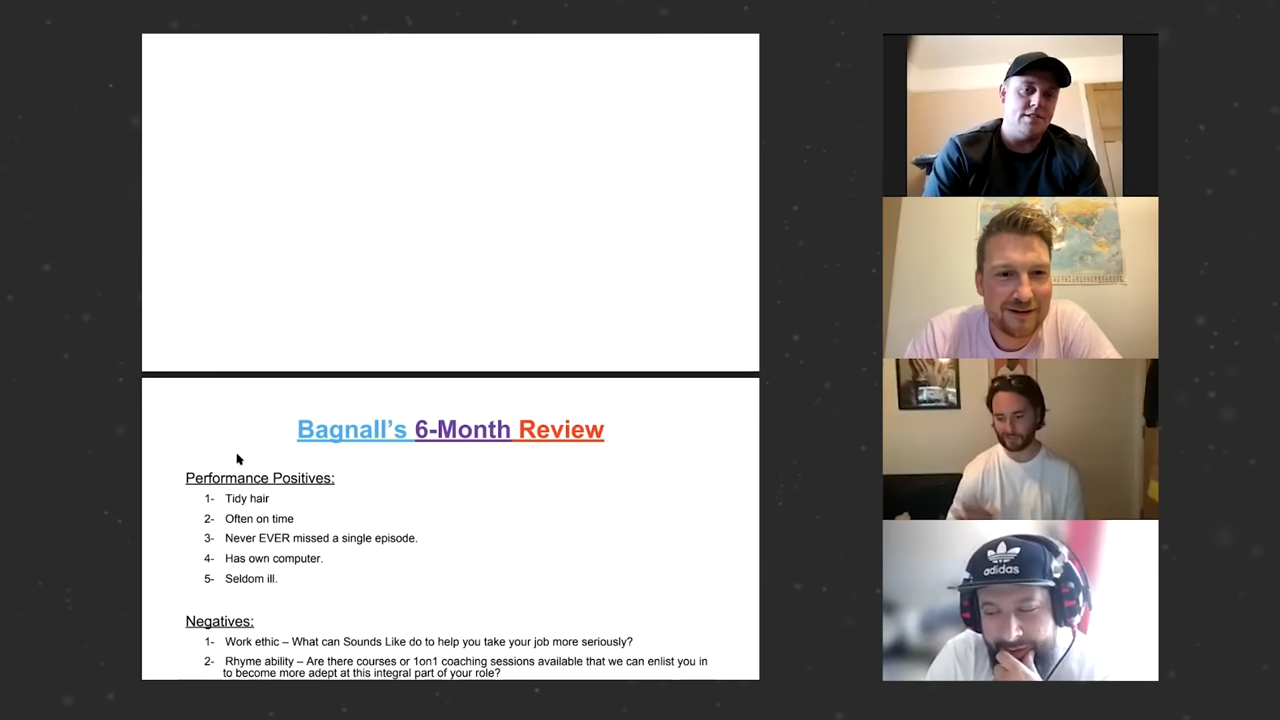 Bagnall’s 6-Month Review
Performance Positives:
1- Tidy hair
2- Often on time
3- Never EVER missed a single episode.
4- Has own computer.
5- Seldom ill.
Negatives:
1- Work ethic – What can Sounds Like do to help you take your job more seriously?
2- Rhyme ability – Are there courses or 1on1 coaching sessions available that we can enlist you in
to become more adept at this integral part of your role?
adidas